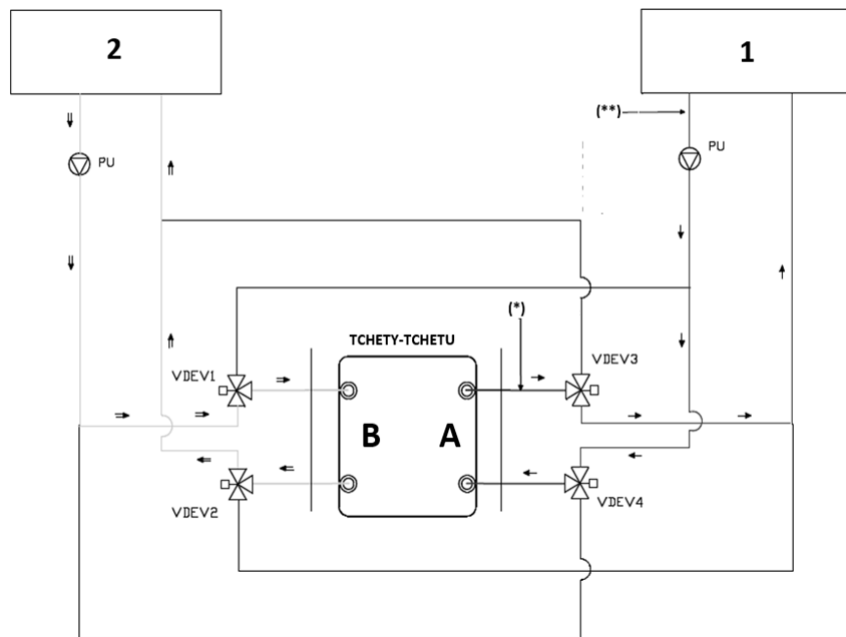 2
1
(**)
PU
PU
(*)
TCHETY-TCHETU
VDEV1
VDEV3
B
A
VDEV2
VDEV4